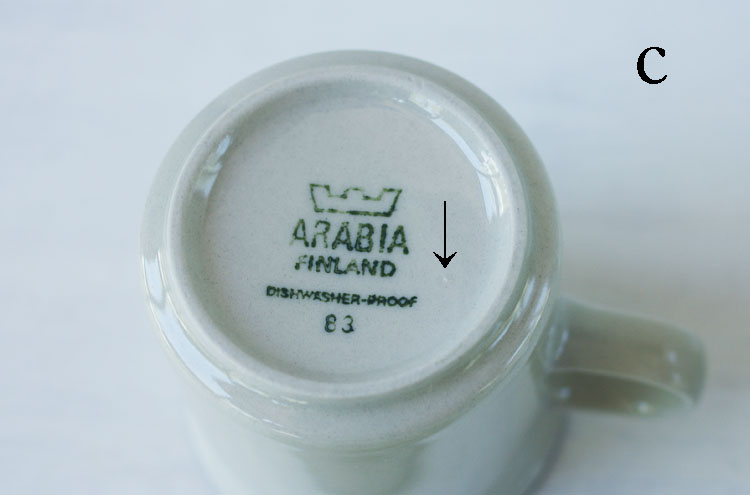 C
ARABIA
FINLAND
DISHWASHER-PROOF
83